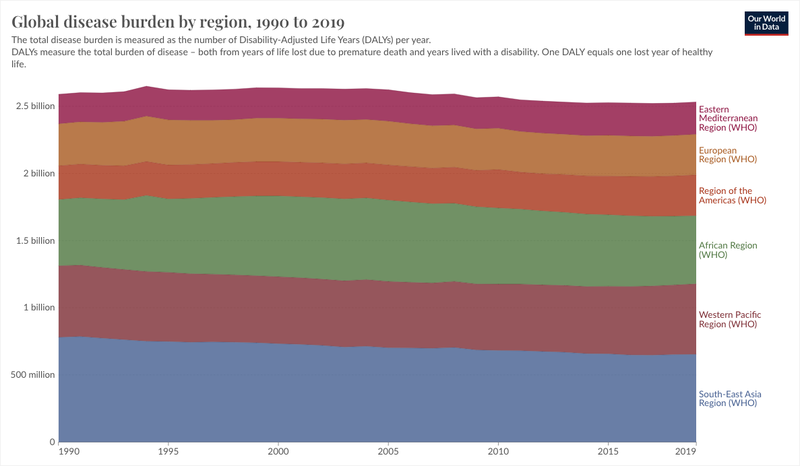 Global disease burden by region, 1990 to 2019
Our World
in Data
The total disease burden is measured as the number of Disability-Adjusted Life Years (DALYs) per year.
DALYs measure the total burden of disease – both from years of life lost due to premature death and years lived with a disability. One DALY equals one lost year of healthy
life.
2.5 billion
2 billion
1.5 billion
1 billion
500 million
0
Eastern
Mediterranean
Region (WHO)
European
Region (WHO)
Region of the
Americas (WHO)
African Region
(WHO)
Western Pacific
Region (WHO)
South-East Asia
Region (WHO)
1990
1995
2000
2005
2010
2015
2019